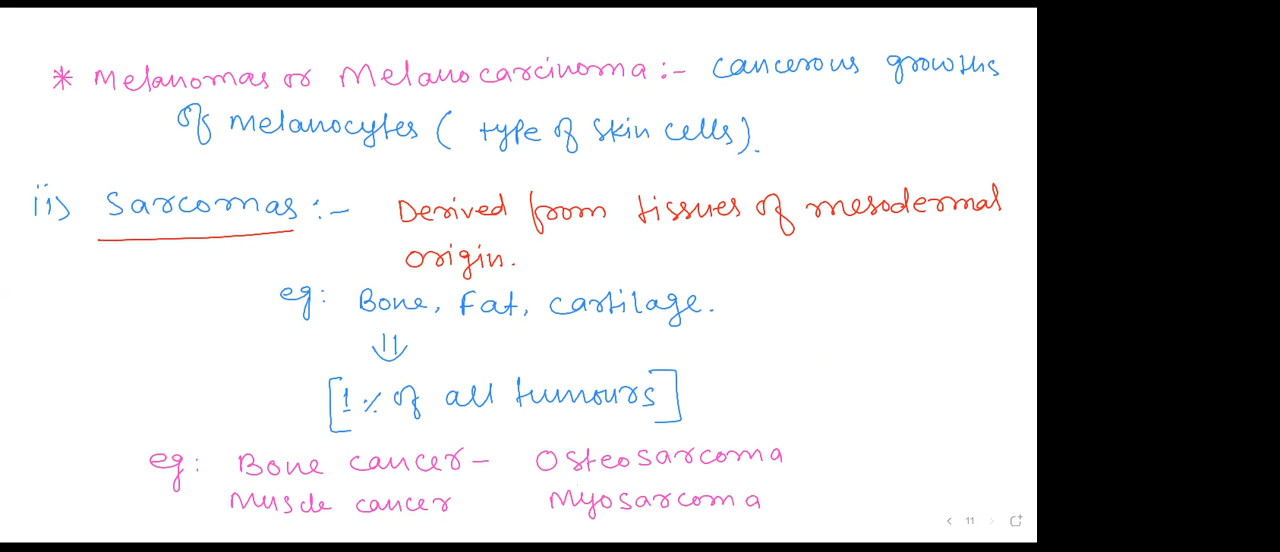 * Melanomas or Melanocarcinoma :- cancerous growths
of melanocytes ( type of skin cells).
ii) Sarcomas :- Derived from tissues of mesodermal
origin.
eg: Bone, Fat, cartilage.
[1 % of all tumours]
eg: Bone cancer - Osteosarcoma
Muscle cancer Myosarcoma
< 11 >